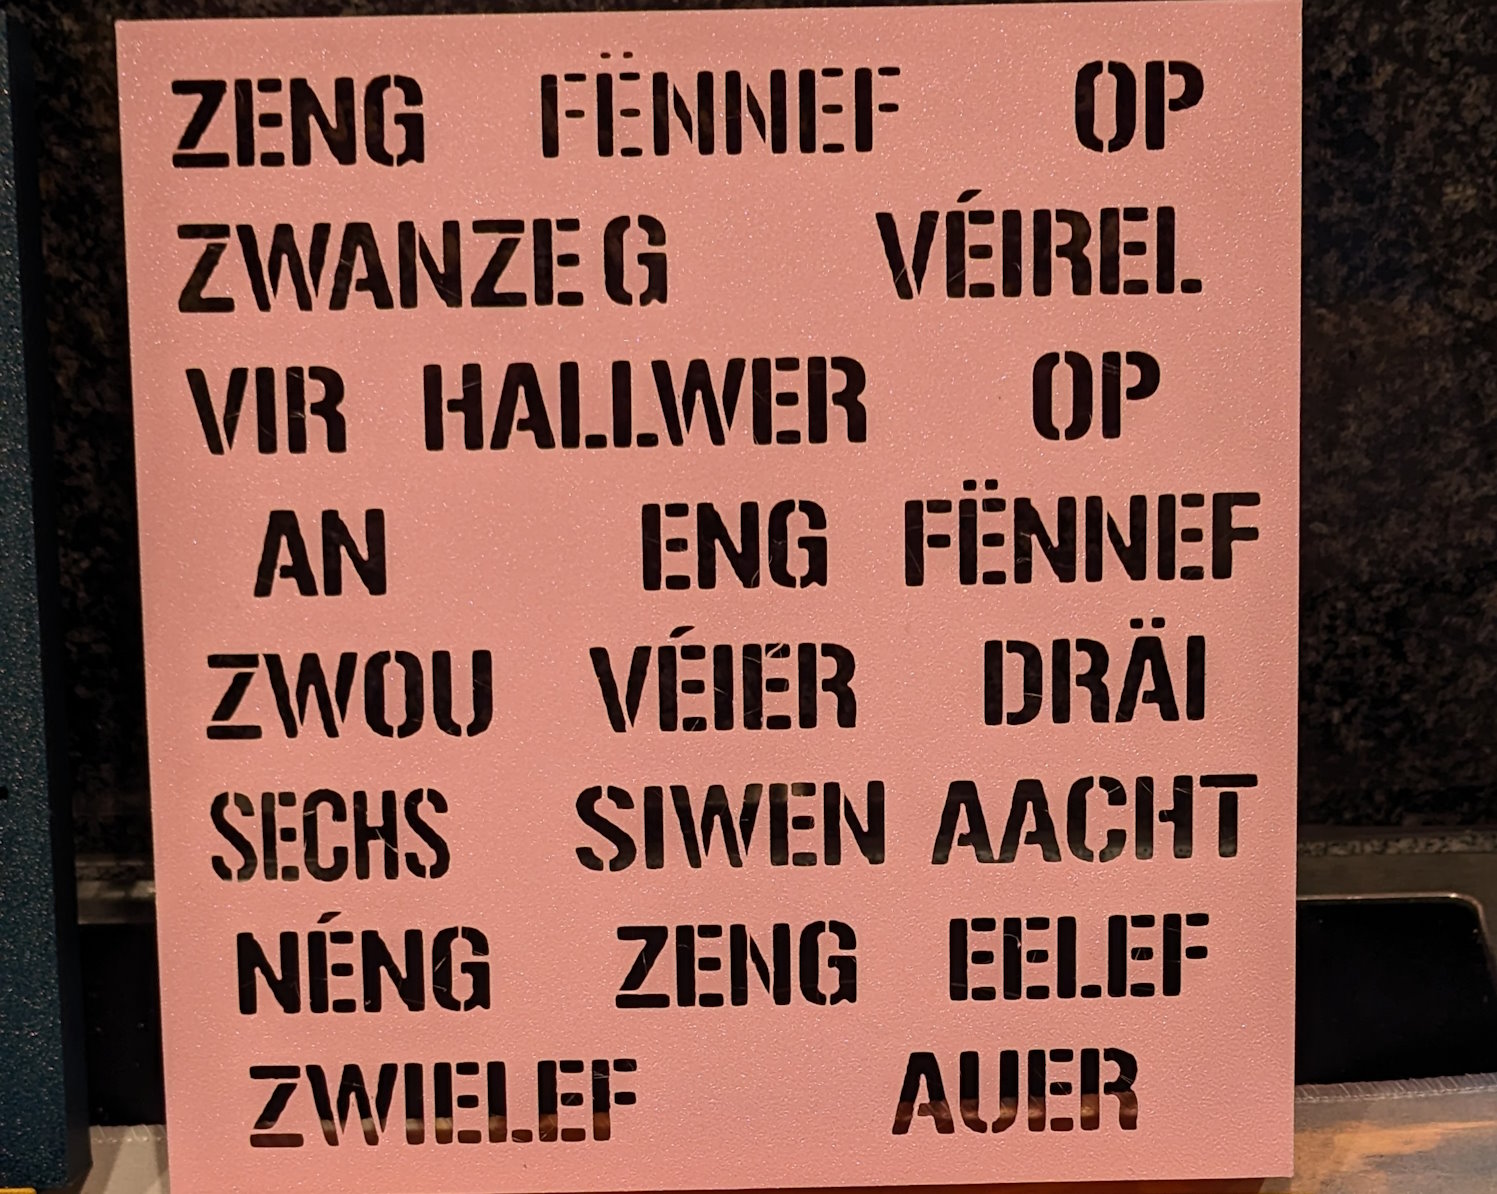 ZENG FËNNEF OP
ZWANZEG VÉIREL
VIR HALLWER OP
AN ENG FËNNEF
ZWOU VÉIER DRÄI
SECHS SIWEN AACHT
NÉNG ZENG EELEF
ZWIELEF AUER